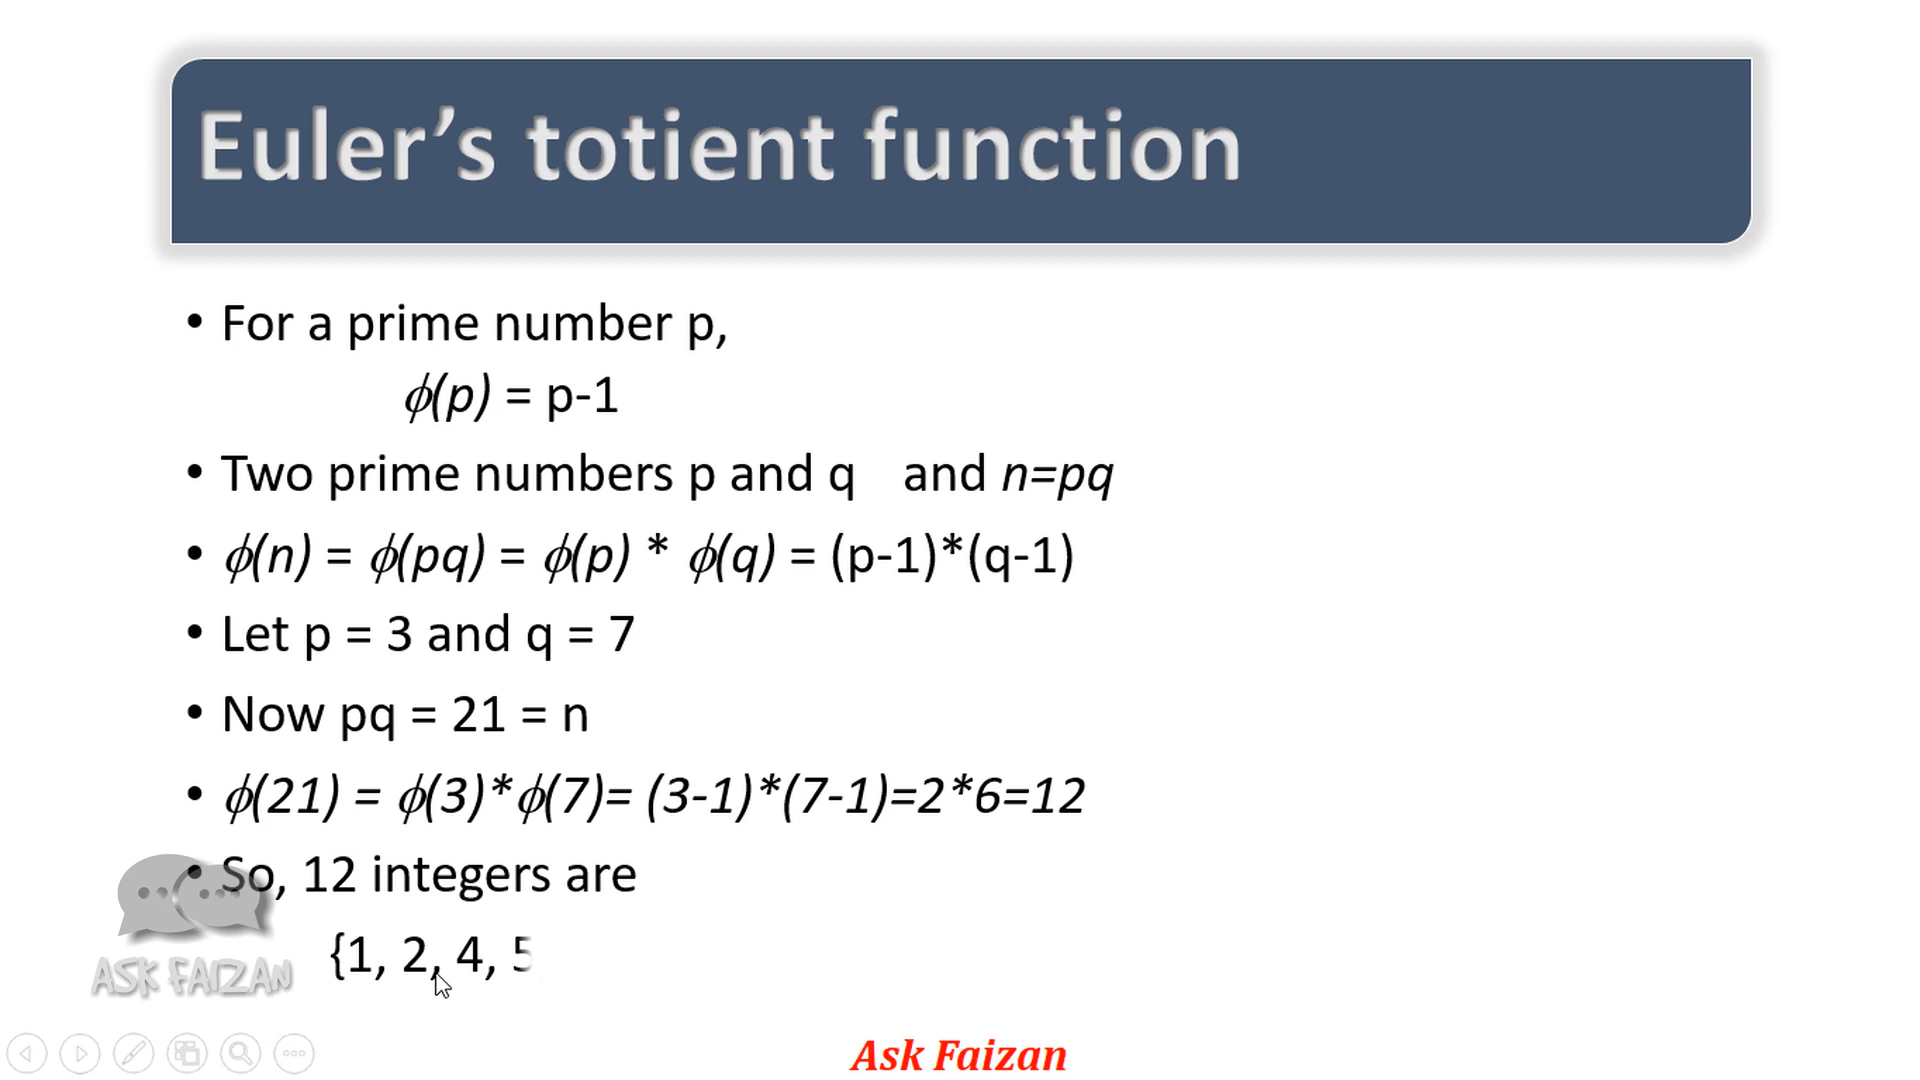 Euler’s totient function
• For a prime number p,
ϕ(p) = p-1
• Two prime numbers p and q and n=pq
• ϕ(n) = ϕ(pq) = ϕ(p) * ϕ(q) = (p-1)*(q-1)
• Let p = 3 and q = 7
• Now pq = 21 = n
• ϕ(21) = ϕ(3)*ϕ(7)= (3-1)*(7-1)=2*6=12
• So, 12 integers are
{1, 2, 4, 5
ASK FAIZAN
Ask Faizan